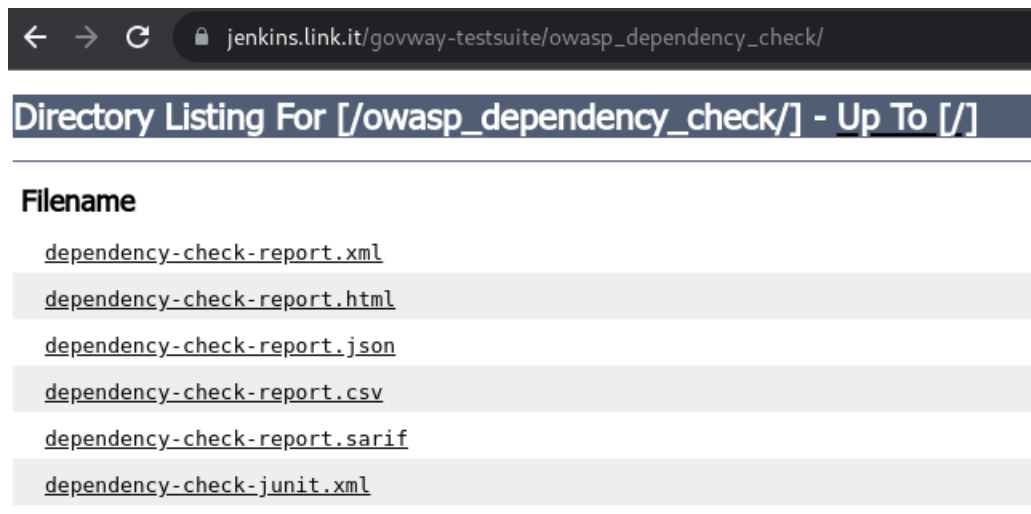 jenkins.link.it/govway-testsuite/owasp_dependency_check/
Directory Listing For [/owasp_dependency_check/] - Up To [/]
Filename
dependency-check-report.xml
dependency-check-report.html
dependency-check-report.json
dependency-check-report.csv
dependency-check-report.sarif
dependency-check-junit.xml